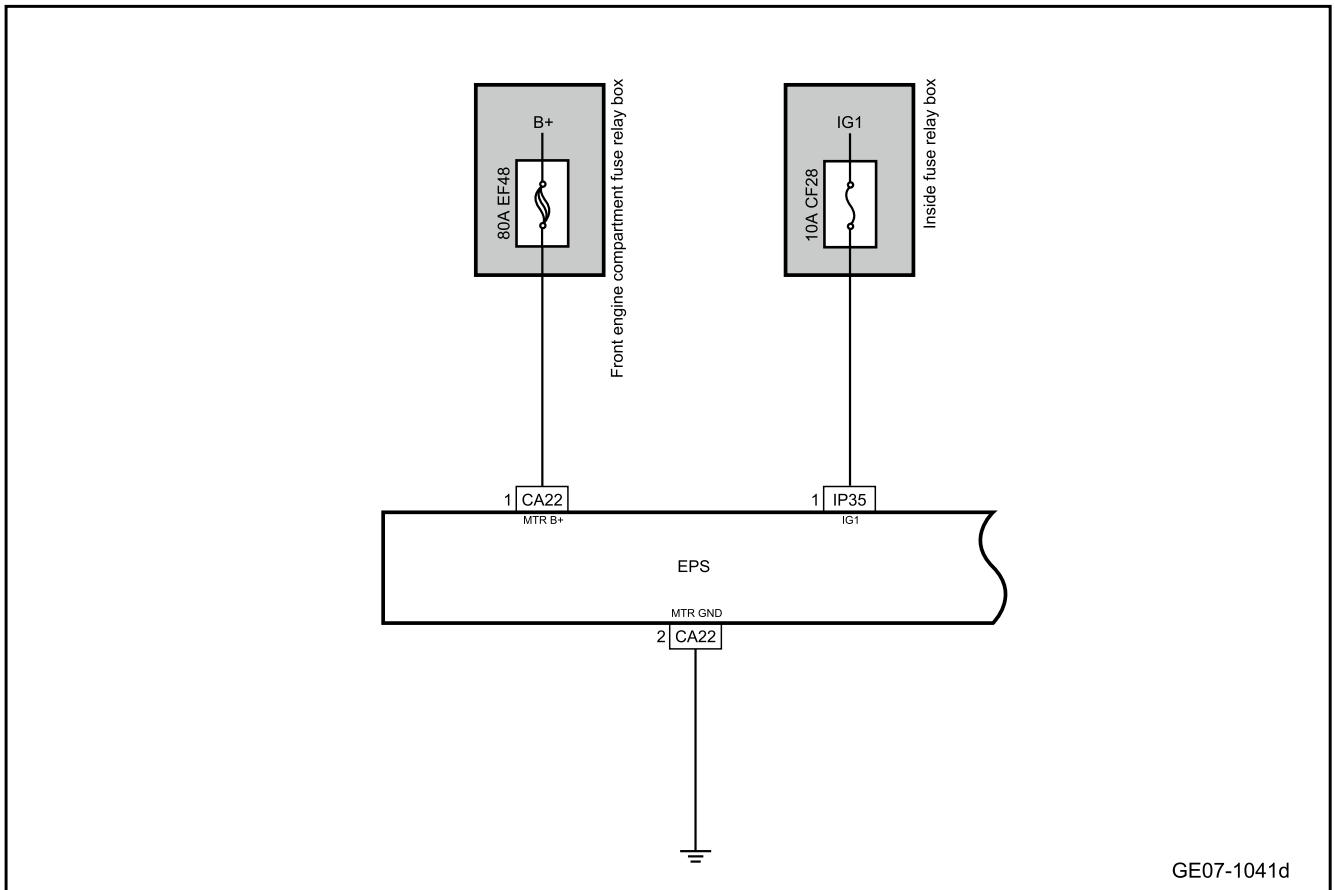 B+
80A EF48
Front engine compartment fuse relay box
IG1
10A CF28
Inside fuse relay box
1 CA22
MTR B+
1 IP35
IG1
EPS
MTR GND
2 CA22
GE07-1041d